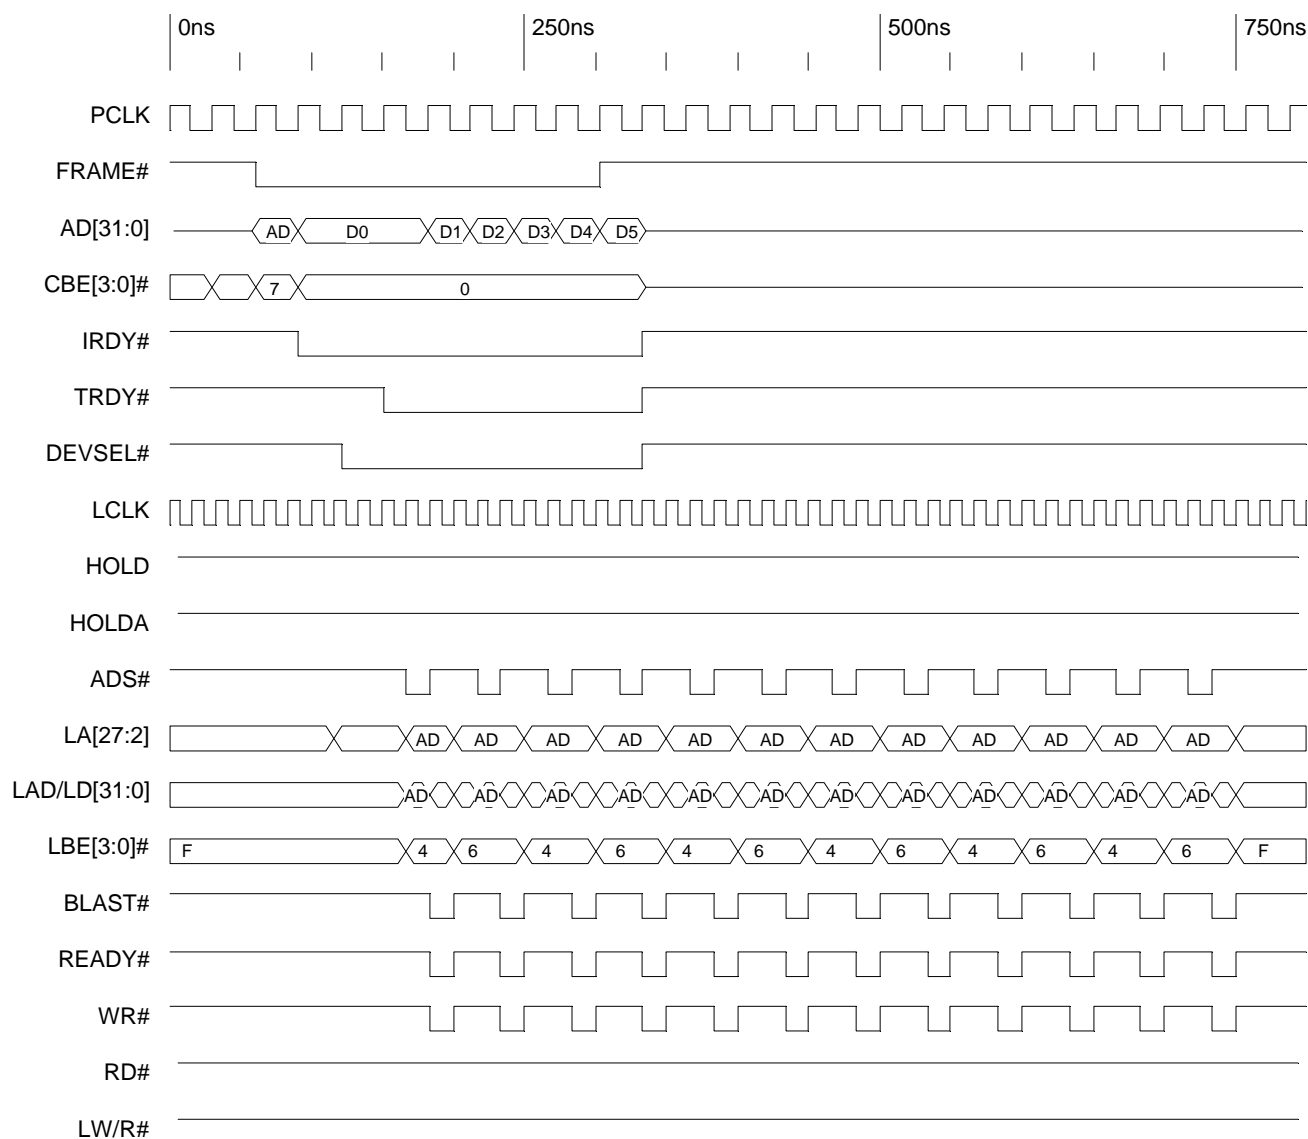 0ns 250ns 500ns 750ns
PCLK
FRAME#
AD[31:0] AD D0 D1 D2 D3 D4 D5
CBE[3:0]# 7 0
IRDY#
TRDY#
DEVSEL#
LCLK
HOLD
HOLDA
ADS#
LA[27:2] AD AD AD AD AD AD AD AD AD AD AD AD
LAD/LD[31:0] AD AD AD AD AD AD AD AD AD AD AD AD
LBE[3:0]# F 4 6 4 6 4 6 4 6 4 6 4 6 F
BLAST#
READY#
WR#
RD#
LW/R#